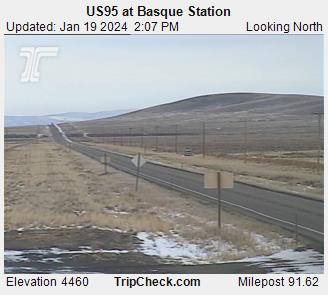 US95 at Basque Station
Updated: Jan 19 2024 2:07 PM Looking North
Elevation 4460 TripCheck.com Milepost 91.62